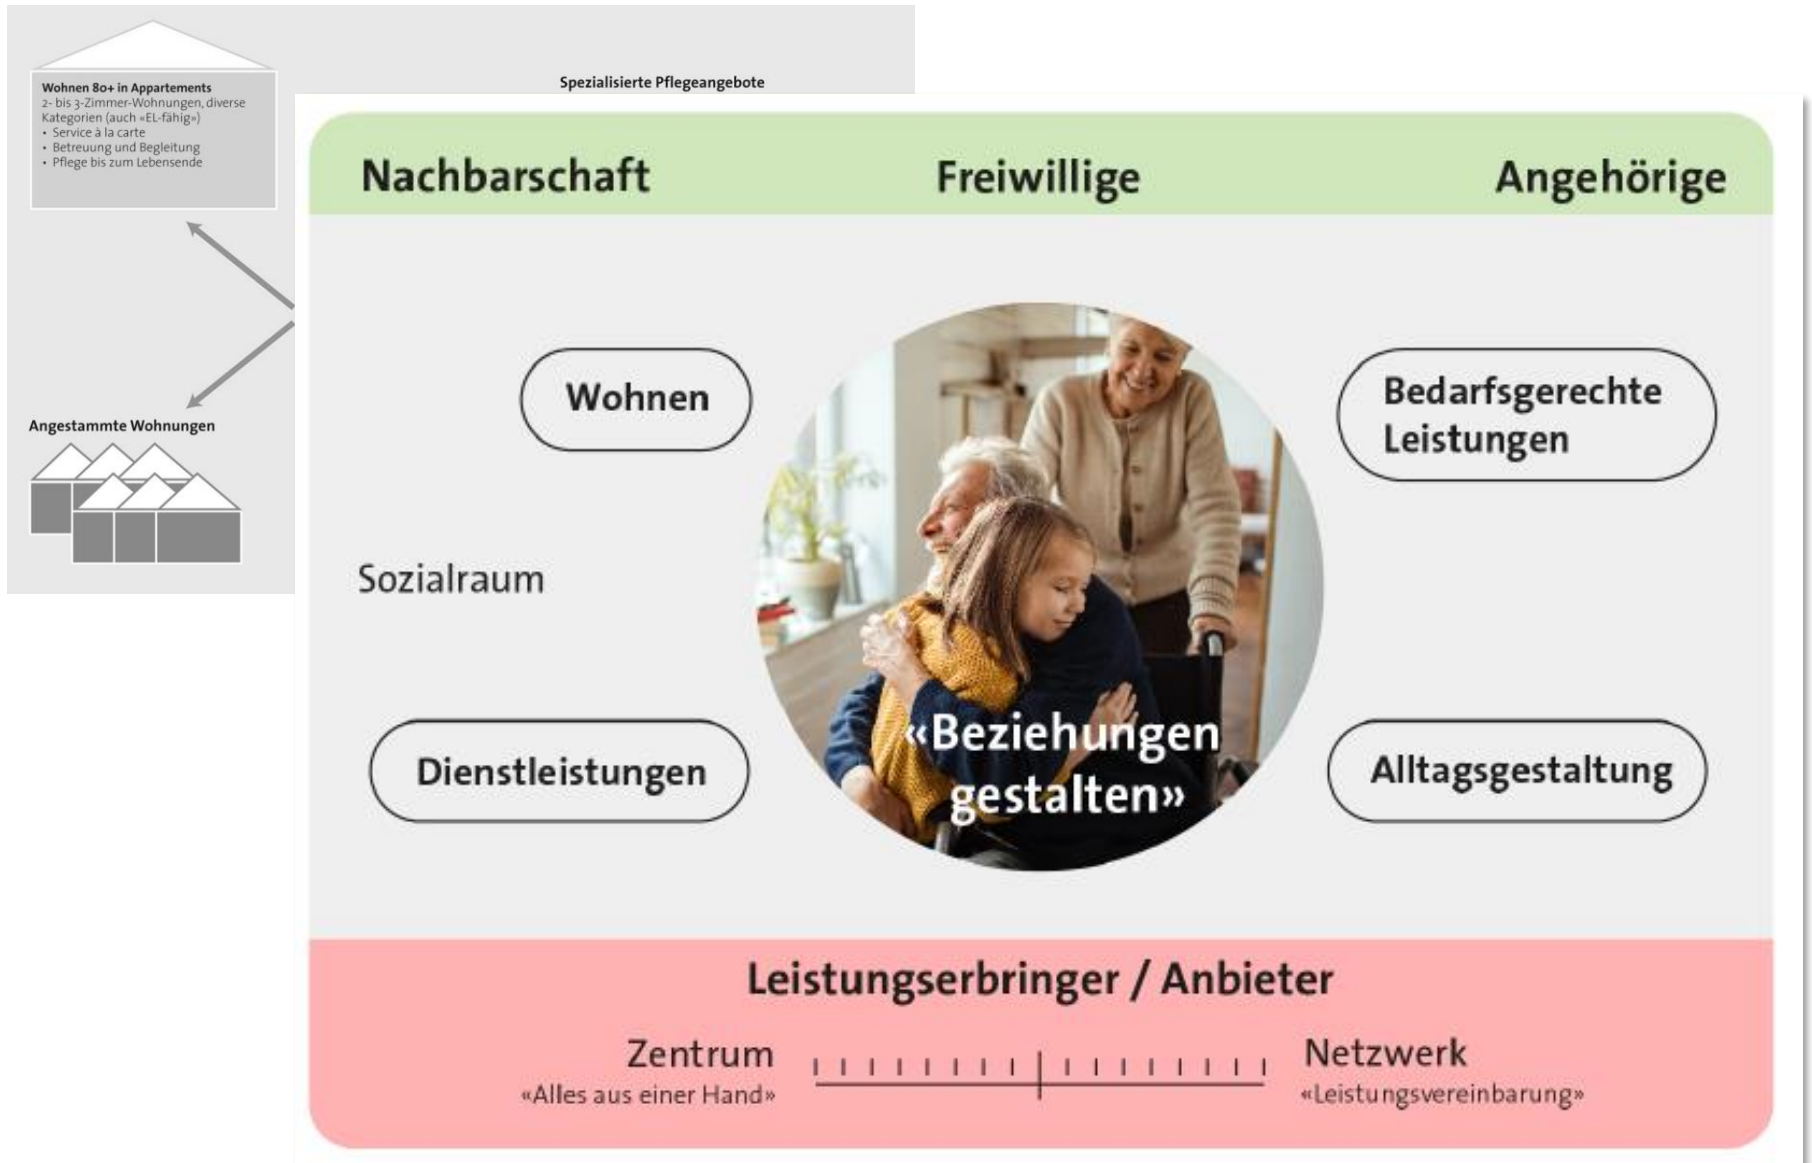 Wohnen 80+ in Appartements
2- bis 3-Zimmer-Wohnungen, diverse
Kategorien (auch «EL-fähig»)
• Service à la carte
• Betreuung und Begleitung
• Pflege bis zum Lebensende
Spezialisierte Pflegeangebote
Angestammte Wohnungen
Nachbarschaft
Freiwillige
Angehörige
Wohnen
Bedarfsgerechte
Leistungen
Sozialraum
«Beziehungen
gestalten»
Dienstleistungen
Alltagsgestaltung
Leistungserbringer / Anbieter
Zentrum
«Alles aus einer Hand»
Netzwerk
«Leistungsvereinbarung»